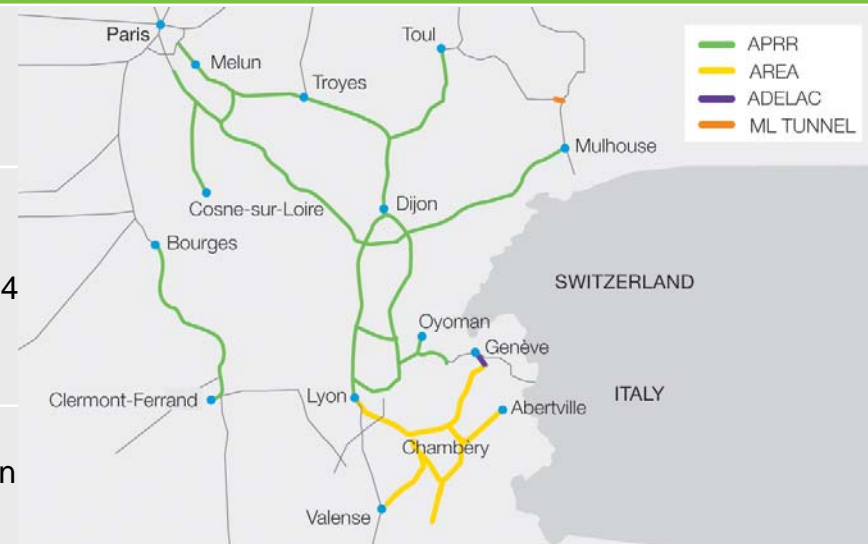 Paris
Toul
Melun
Troyes
APRR
AREA
ADELAC
ML TUNNEL
Mulhouse
Cosne-sur-Loire
Dijon
Bourges
4
SWITZERLAND
Oyoman
Genève
Clermont-Ferrand
Lyon
Abertville
ITALY
Chambéry
n
Valense